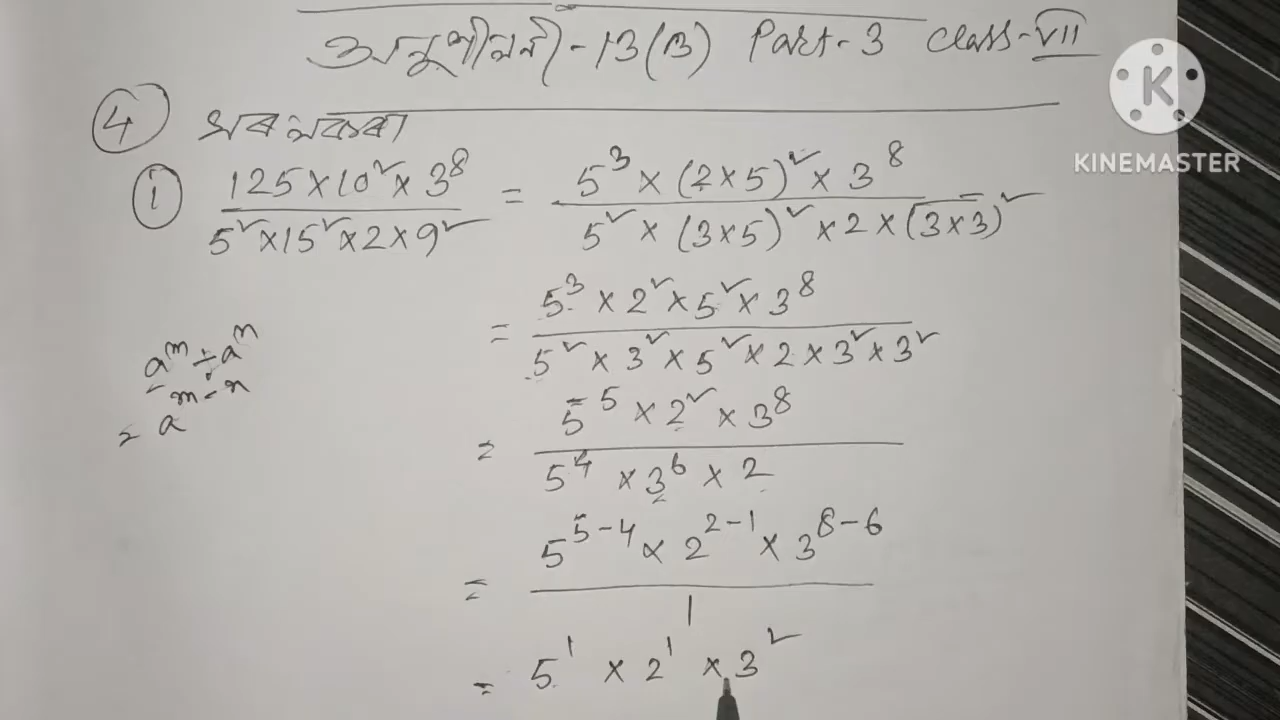 অনুশীলনী-13(B) Part-3 Class-VII
K
KINEMASTER
4 সৰল কৰা
i (125×10²×3⁸)/(5²×15²×2×9²) = (5³×(2×5)²×3⁸)/(5²×(3×5)²×2×(3×3)²)
= (5³×2²×5²×3⁸)/(5²×3²×5²×2×3²×3²)
aᵐ÷aⁿ
= aᵐ⁻ⁿ
= (5⁵×2²×3⁸)/(5⁴×3⁶×2)
= (5⁵⁻⁴×2²⁻¹×3⁸⁻⁶)/1
= 5¹×2¹×3²